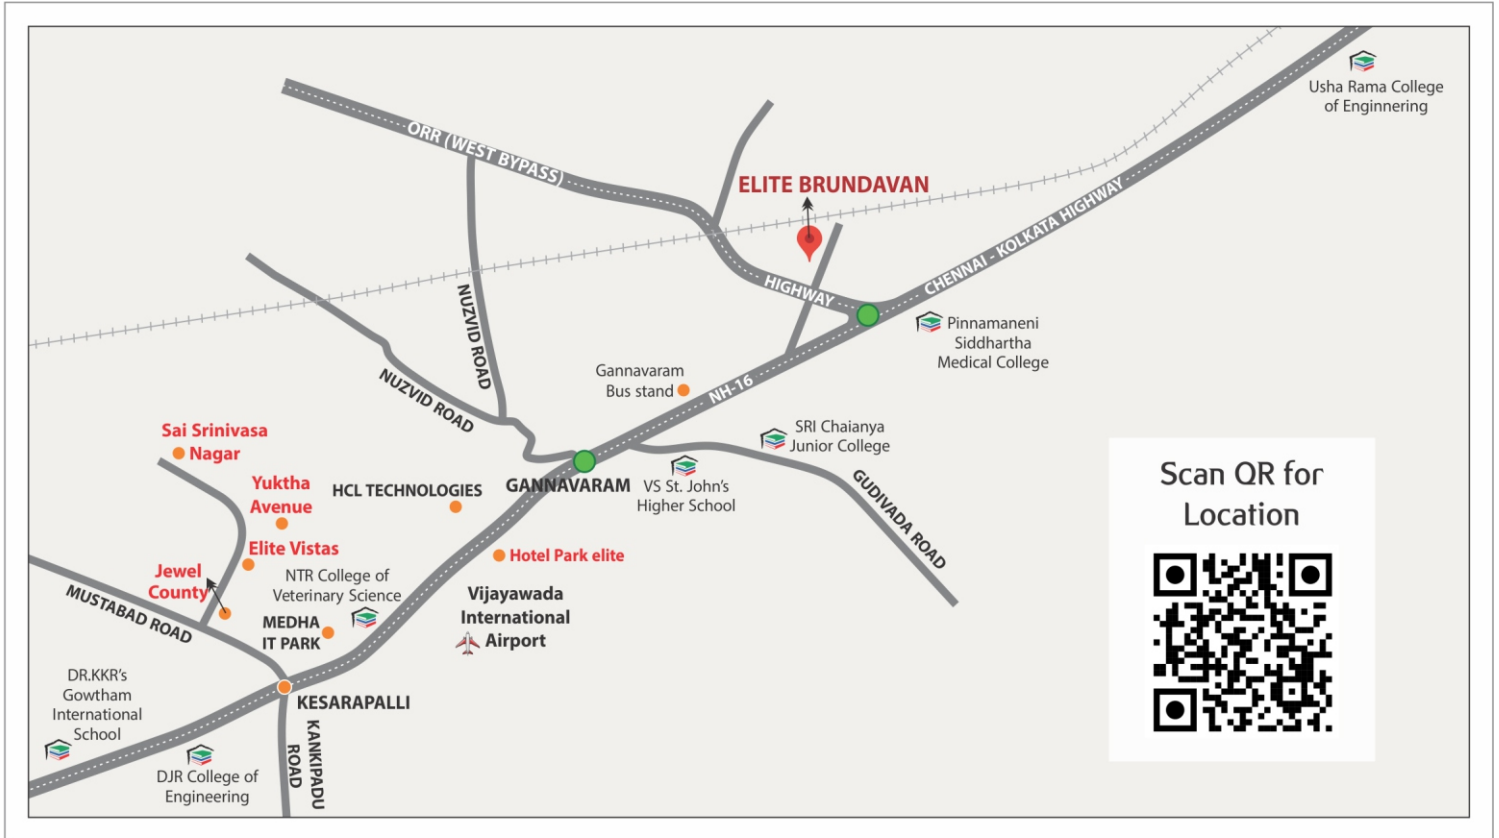 Usha Rama College
of Enginnering
ORR (WEST BYPASS)
ELITE BRUNDAVAN
CHENNAI - KOLKATA HIGHWAY
HIGHWAY
NUZVID ROAD
Pinnamaneni
Siddhartha
Medical College
Gannavaram
Bus stand
NH-16
NUZVID ROAD
SRI Chaianya
Junior College
Sai Srinivasa
Nagar
Yuktha
Avenue
HCL TECHNOLOGIES
GANNAVARAM
VS St. John's
Higher School
GUDIVADA ROAD
Scan QR for
Location
Elite Vistas
Hotel Park elite
Jewel
County
NTR College of
Veterinary Science
MUSTABAD ROAD
MEDHA
IT PARK
Vijayawada
International
Airport
DR.KKR's
Gowtham
International
School
KESARAPALLI
KANKIPADU
ROAD
DJR College of
Engineering